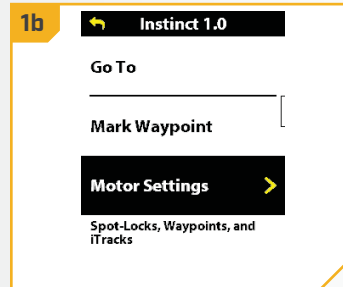 1b
Instinct 1.0
Go To
Mark Waypoint
Motor Settings
Spot-Locks, Waypoints, and
iTracks